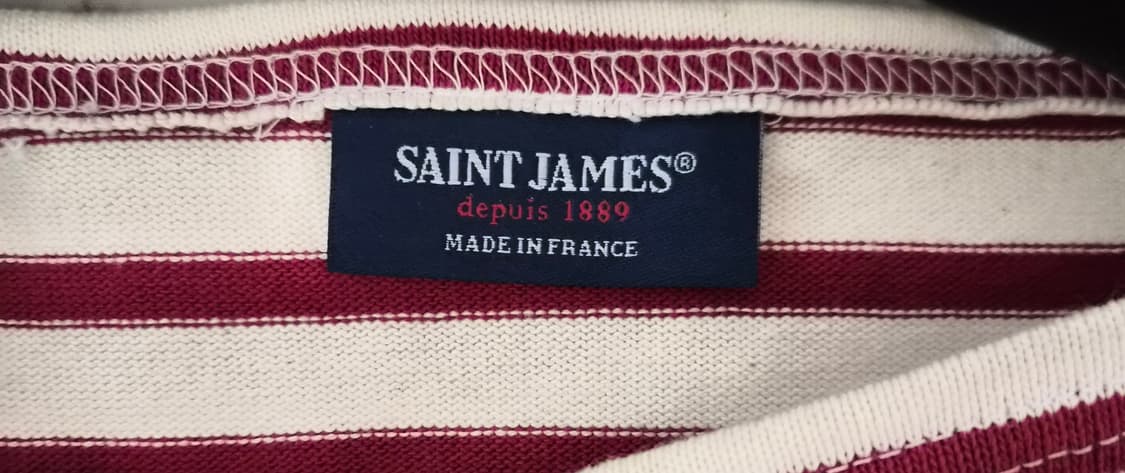 SAINT JAMES®
depuis 1889
MADE IN FRANCE